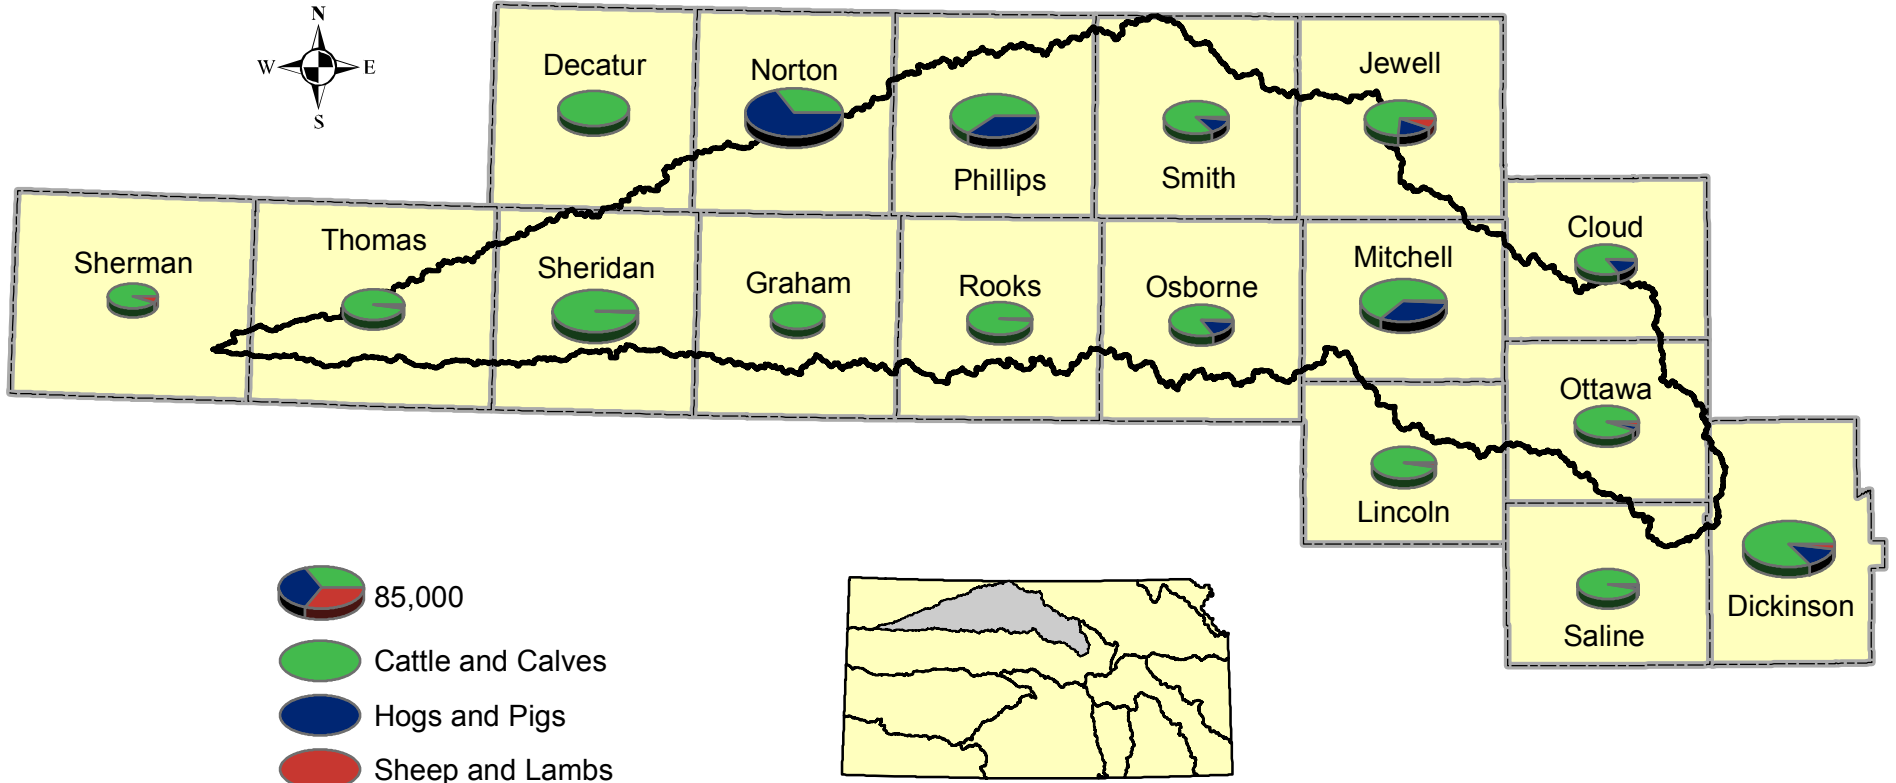 N
W E
S
Decatur
Norton
Phillips
Smith
Jewell
Sherman
Thomas
Sheridan
Graham
Rooks
Osborne
Mitchell
Cloud
Ottawa
Lincoln
Saline
Dickinson
85,000
Cattle and Calves
Hogs and Pigs
Sheep and Lambs